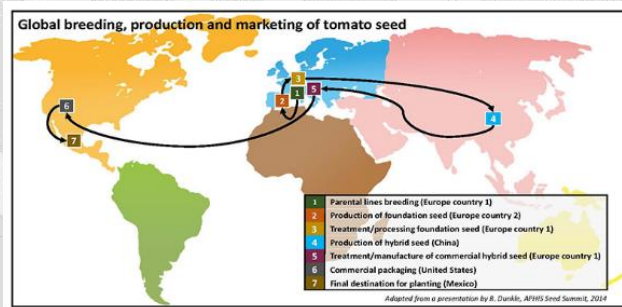 Global breeding, production and marketing of tomato seed
3
1
5
2
6
4
7
1 Parental lines breeding (Europe country 1)
2 Production of foundation seed (Europe country 2)
3 Treatment/processing foundation seed (Europe country 1)
4 Production of hybrid seed (China)
5 Treatment/manufacture of commercial hybrid seed (Europe country 1)
6 Commercial packaging (United States)
7 Final destination for planting (Mexico)
Adapted from a presentation by B. Dunkle, APHIS Seed Summit, 2014